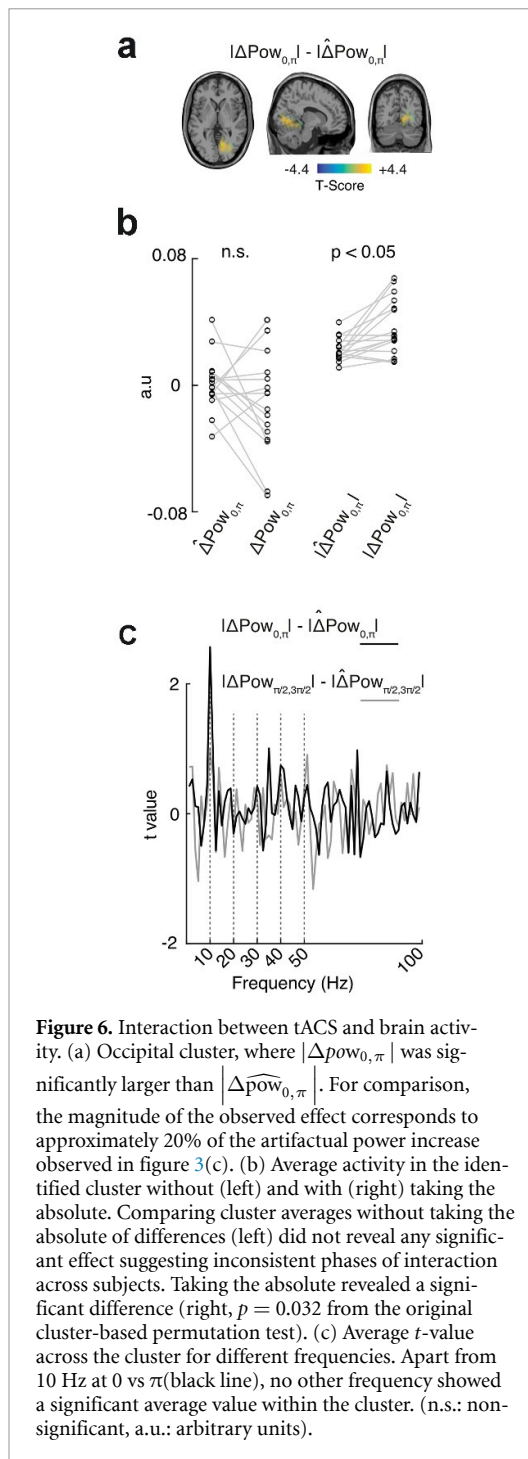 a
|ΔPow0,π| - |Δ̂Pow0,π|
-4.4 +4.4
T-Score
b
0.08 n.s. p < 0.05
a.u
0
-0.08
Δ̂Pow0,π ΔPow0,π |Δ̂Pow0,π| |ΔPow0,π|
c
|ΔPow0,π| - |Δ̂Pow0,π|
|ΔPowπ/2,3π/2| - |Δ̂Powπ/2,3π/2|
2
t value
0
-2
10 20 30 40 50 100
Frequency (Hz)
Figure 6. Interaction between tACS and brain activ-
ity. (a) Occipital cluster, where |Δpow0,π| was sig-
nificantly larger than |Δp̂ow0,π|. For comparison,
the magnitude of the observed effect corresponds to
approximately 20% of the artifactual power increase
observed in figure 3(c). (b) Average activity in the iden-
tified cluster without (left) and with (right) taking the
absolute. Comparing cluster averages without taking the
absolute of differences (left) did not reveal any signific-
ant effect suggesting inconsistent phases of interaction
across subjects. Taking the absolute revealed a signi-
ficant difference (right, p = 0.032 from the original
cluster-based permutation test). (c) Average t-value
across the cluster for different frequencies. Apart from
10 Hz at 0 vs π(black line), no other frequency showed
a significant average value within the cluster. (n.s.: non-
significant, a.u.: arbitrary units).